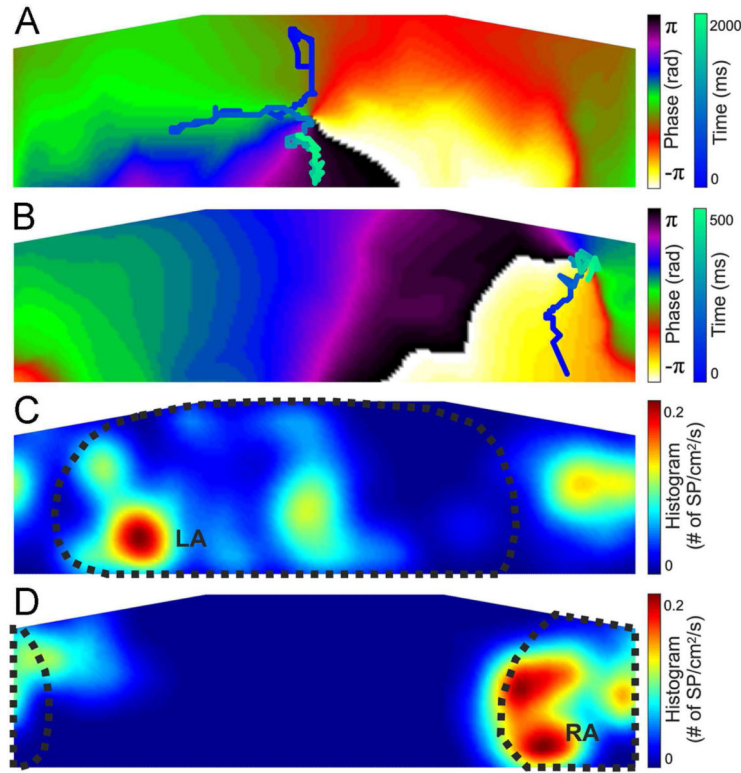 A
π
-π
Phase (rad)
2000
0
Time (ms)
B
π
-π
Phase (rad)
500
0
Time (ms)
C
LA
0.2
0
Histogram
(# of SP/cm²/s)
D
RA
0.2
0
Histogram
(# of SP/cm²/s)